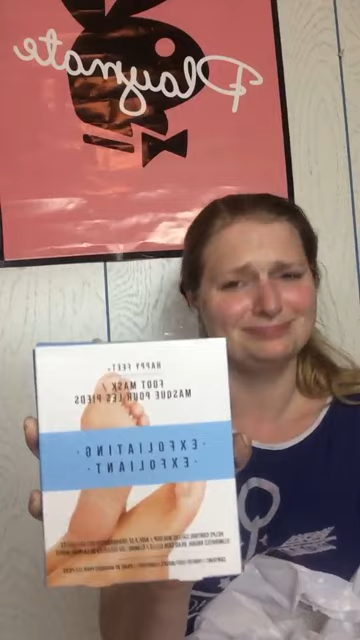 Playmate
HAPPY FEET
FOOT MASK /
MASQUE POUR LES PIEDS
· EXFOLIATING ·
· EXFOLIANT ·